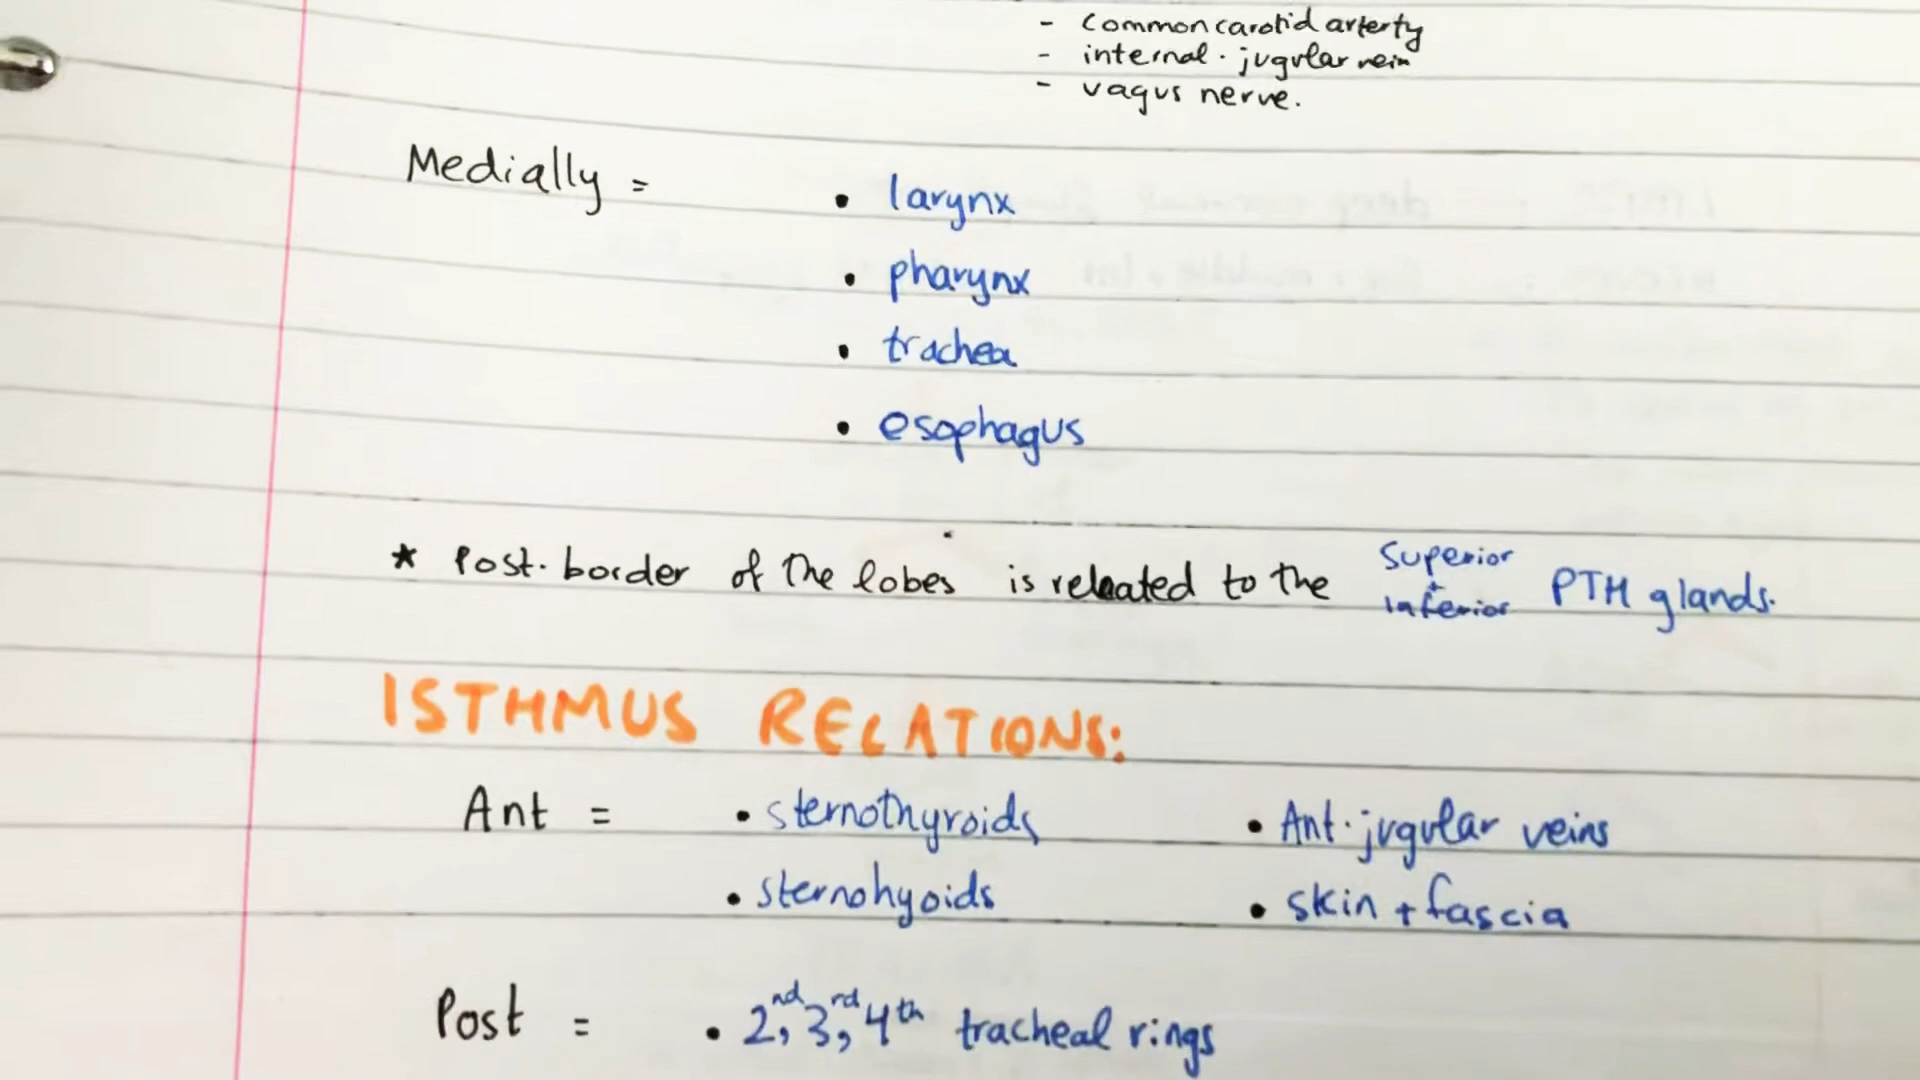 - common carotid arterty
- internal. jugular vein
- vagus nerve.
Medially =
• larynx
• pharynx
• trachea
• esophagus
★ Post. border of the lobes is releated to the superior + inferior PTH glands.
ISTHMUS RELATIONS:
Ant = • sternothyroids • Ant. jugular veins
• sternohyoids • skin + fascia
Post = • 2nd, 3rd, 4th tracheal rings